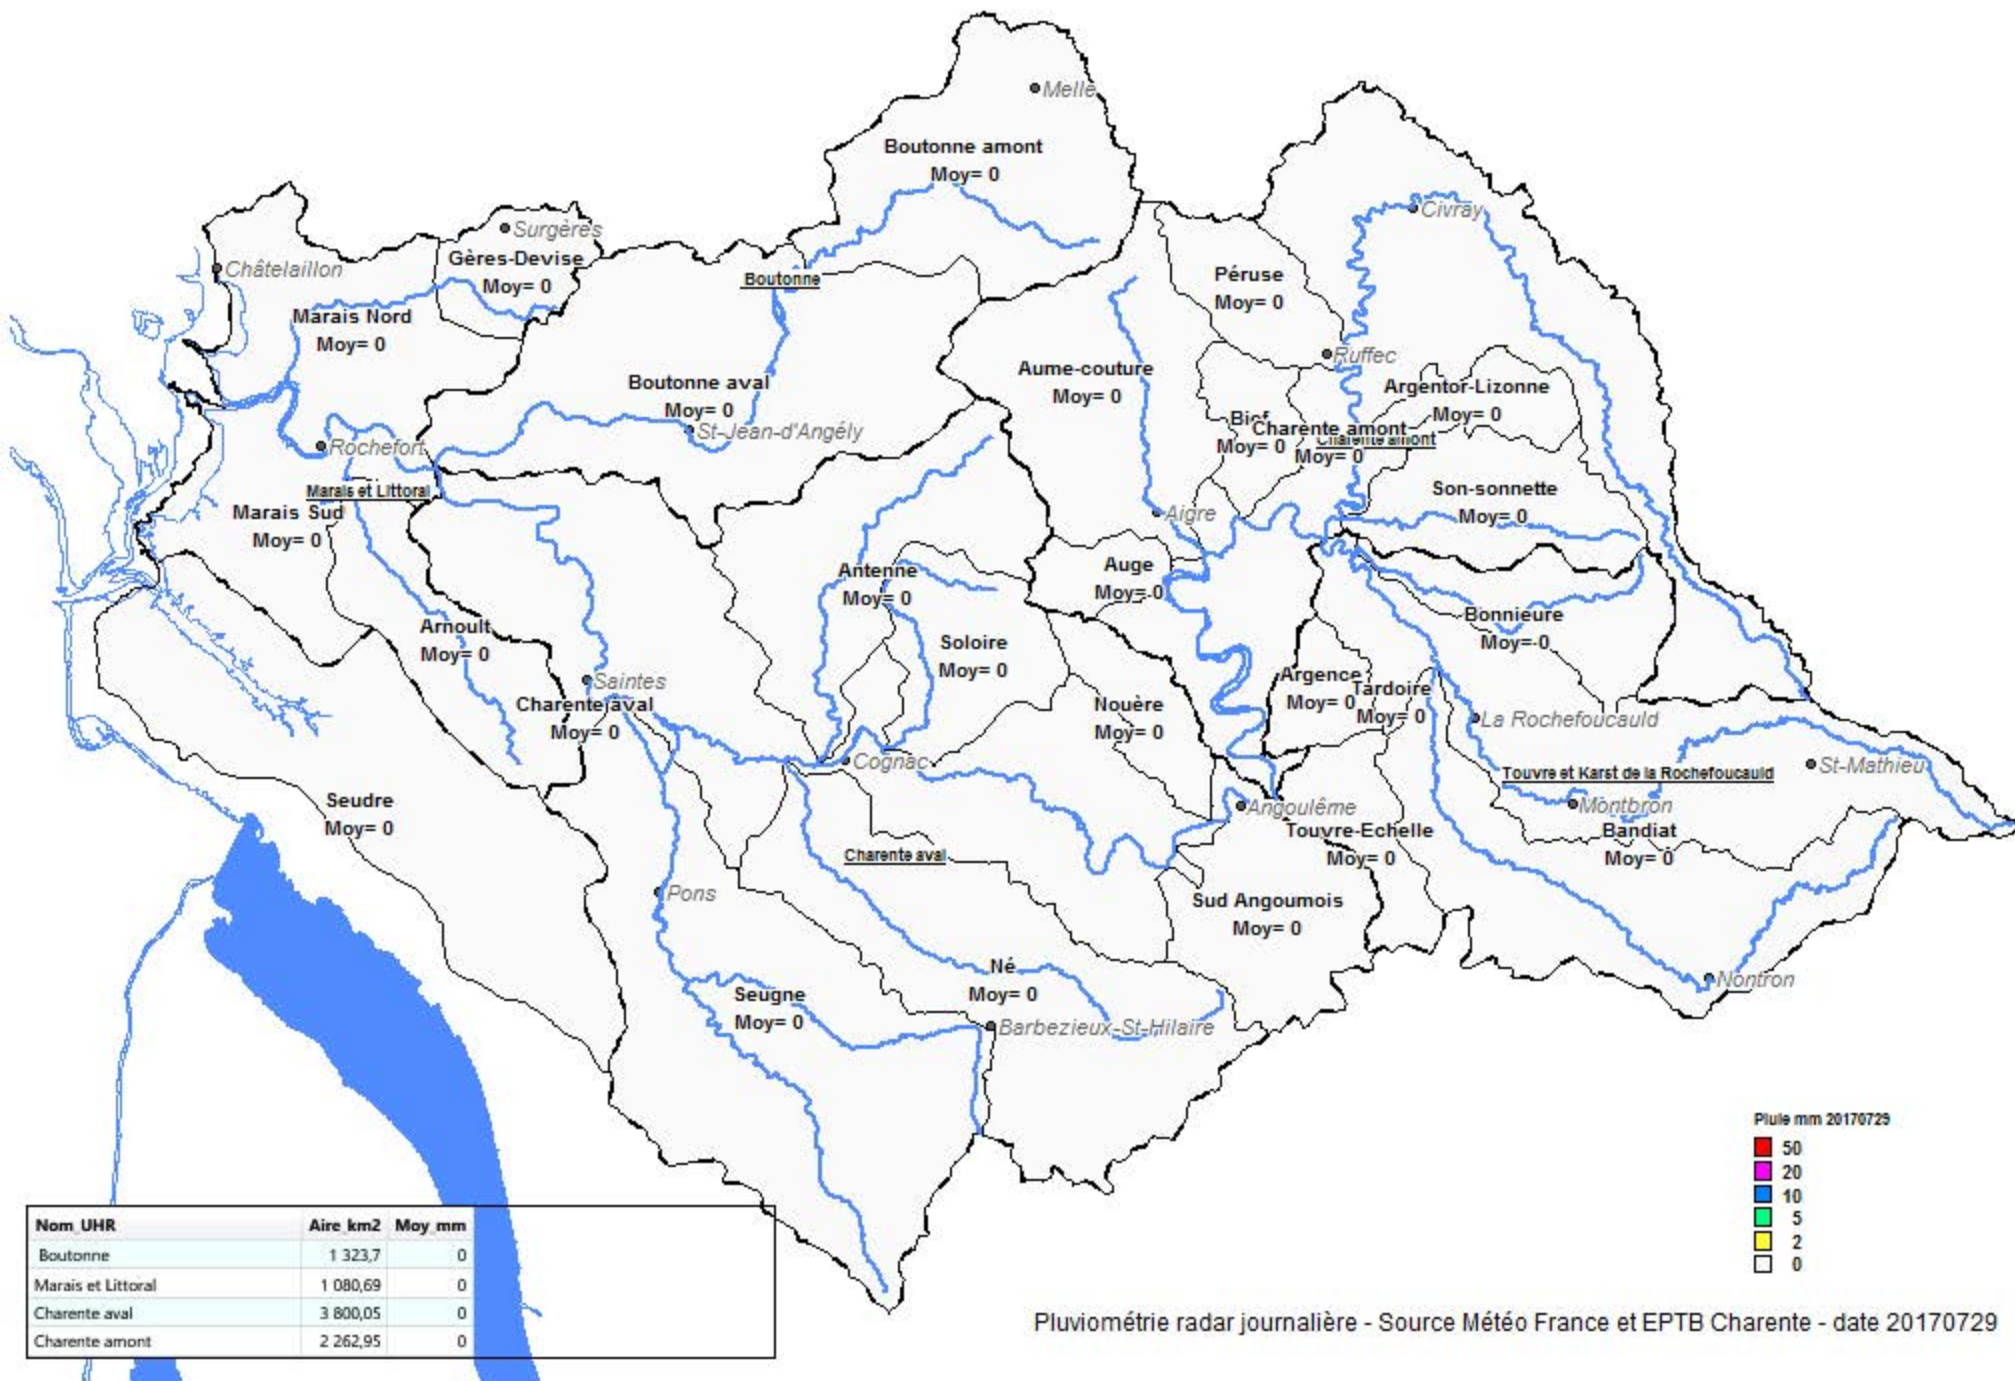 Melle
Boutonne amont
Moy= 0
Civray
Surgères
Gères-Devise
Moy= 0
Châtelaillon
Boutonne
Péruse
Moy= 0
Marais Nord
Moy= 0
Ruffec
Aume-couture
Moy= 0
Boutonne aval
Moy= 0
Argentor-Lizonne
Moy= 0
St-Jean-d'Angély
Bief
Moy= 0
Charente amont
Charente amont
Moy= 0
Rochefort
Marais et Littoral
Marais Sud
Moy= 0
Son-sonnette
Moy= 0
Aigre
Antenne
Moy= 0
Auge
Moy= 0
Bonnieure
Moy= 0
Arnoult
Moy= 0
Soloire
Moy= 0
Saintes
Charente aval
Moy= 0
Argence
Moy= 0
Tardoire
Moy= 0
Nouère
Moy= 0
La Rochefoucauld
Cognac
Touvre et Karst de la Rochefoucauld
St-Mathieu
Seudre
Moy= 0
Angoulême
Montbron
Touvre-Echelle
Moy= 0
Bandiat
Moy= 0
Charente aval
Pons
Sud Angoumois
Moy= 0
Né
Moy= 0
Nontron
Seugne
Moy= 0
Barbezieux-St-Hilaire
Pluie mm 20170729
50
20
10
5
2
0
Nom_UHR Aire_km2 Moy_mm
Boutonne 1 323,7 0
Marais et Littoral 1 080,69 0
Charente aval 3 800,05 0
Charente amont 2 262,95 0
Pluviométrie radar journalière - Source Météo France et EPTB Charente - date 20170729